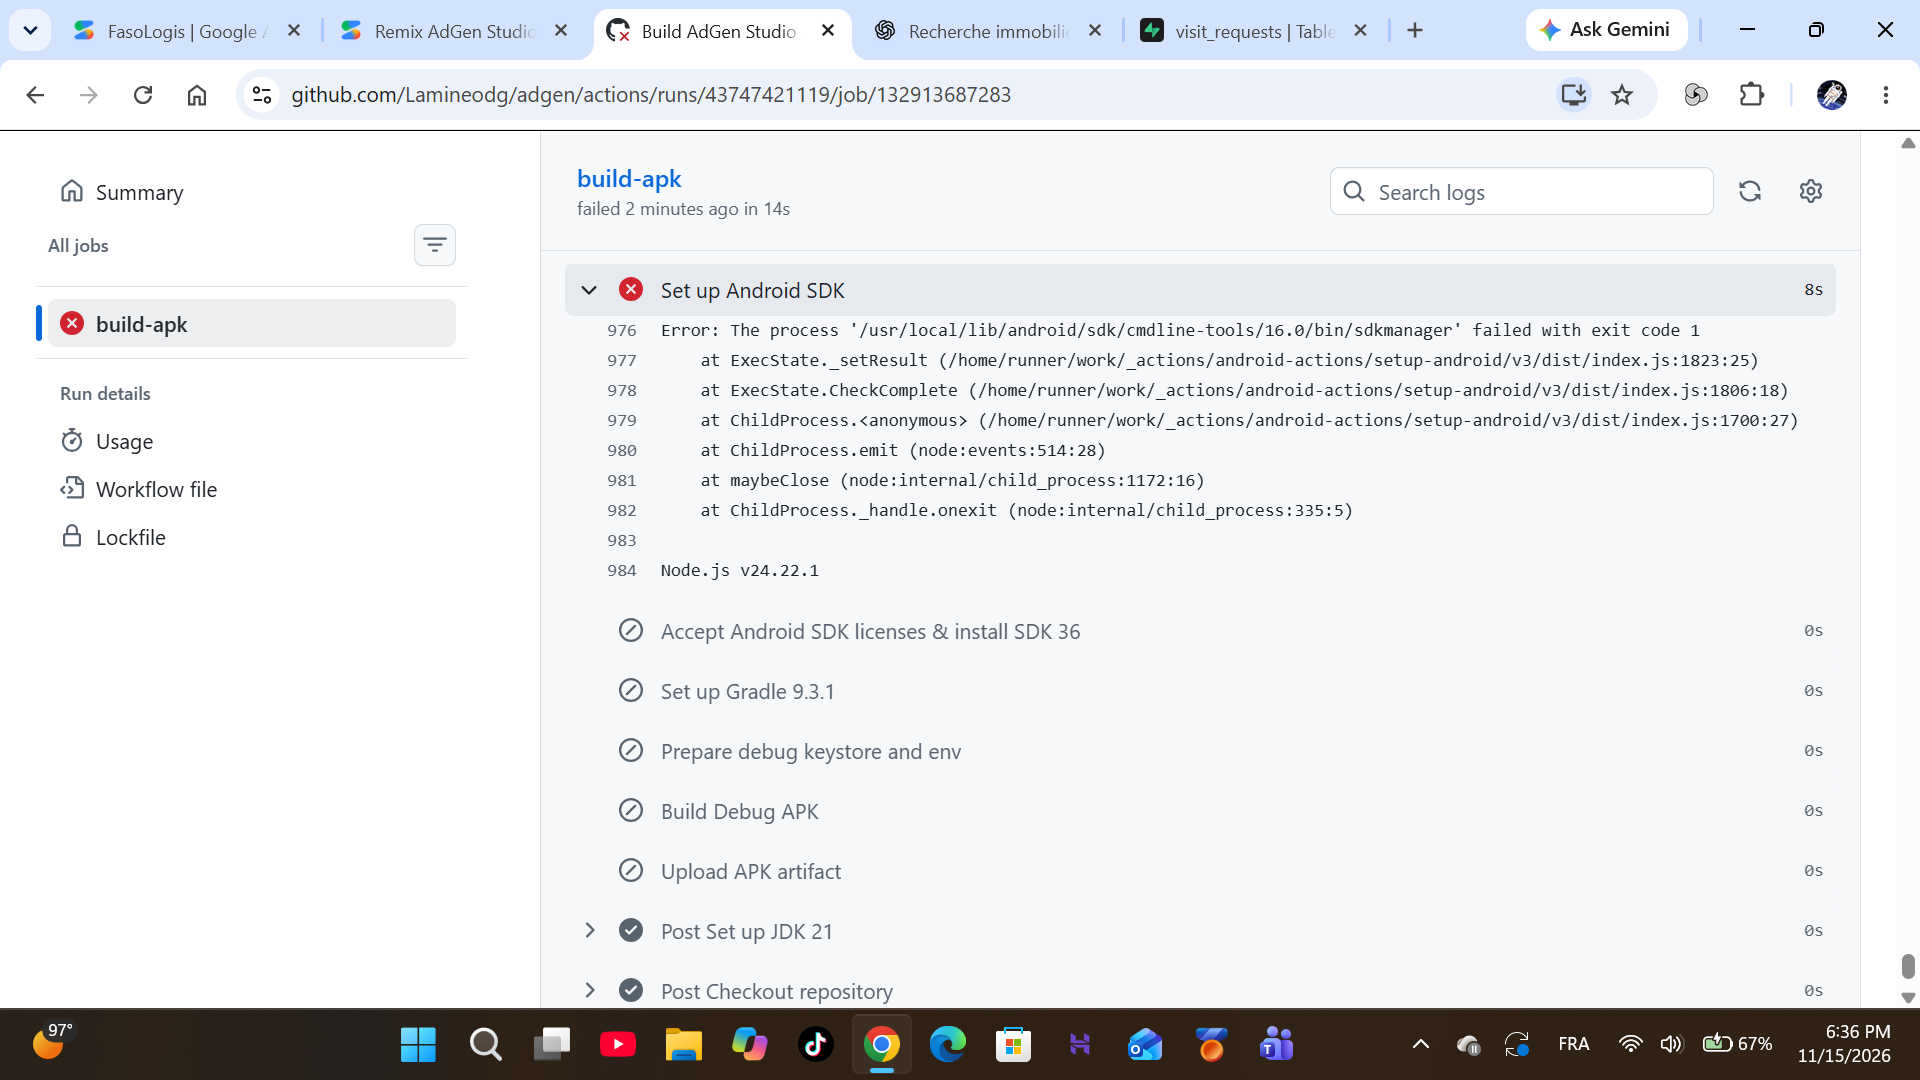 FasoLogis | Google A
Remix AdGen Studio
Build AdGen Studio
Recherche immobili
visit_requests | Table
Ask Gemini
github.com/Lamineodg/adgen/actions/runs/43747421119/job/132913687283
Summary
All jobs
build-apk
Run details
Usage
Workflow file
Lockfile
build-apk
failed 2 minutes ago in 14s
Search logs
Set up Android SDK
8s
976 Error: The process '/usr/local/lib/android/sdk/cmdline-tools/16.0/bin/sdkmanager' failed with exit code 1
977 at ExecState._setResult (/home/runner/work/_actions/android-actions/setup-android/v3/dist/index.js:1823:25)
978 at ExecState.CheckComplete (/home/runner/work/_actions/android-actions/setup-android/v3/dist/index.js:1806:18)
979 at ChildProcess.<anonymous> (/home/runner/work/_actions/android-actions/setup-android/v3/dist/index.js:1700:27)
980 at ChildProcess.emit (node:events:514:28)
981 at maybeClose (node:internal/child_process:1172:16)
982 at ChildProcess._handle.onexit (node:internal/child_process:335:5)
983
984 Node.js v24.22.1
Accept Android SDK licenses & install SDK 36
0s
Set up Gradle 9.3.1
0s
Prepare debug keystore and env
0s
Build Debug APK
0s
Upload APK artifact
0s
Post Set up JDK 21
0s
Post Checkout repository
0s
97°
FRA
67%
6:36 PM
11/15/2026